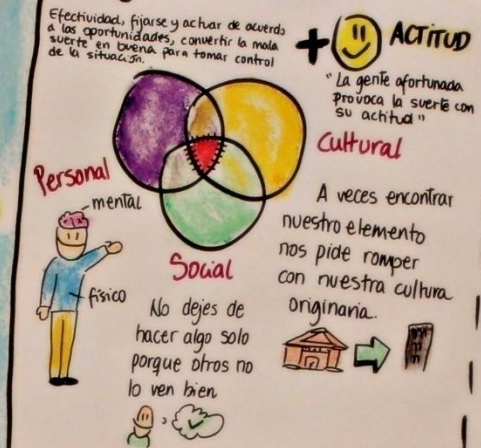 Efectividad, fijarse y actuar de acuerdo
a las oportunidades, convertir la mala
suerte en buena para tomar control
de la situación.
+ ACTITUD
"La gente afortunada
provoca la suerte con
su actitud"
Cultural
Personal
mental
físico
Social
A veces encontrar
nuestro elemento
nos pide romper
con nuestra cultura
originaria.
No dejes de
hacer algo solo
porque otros no
lo ven bien